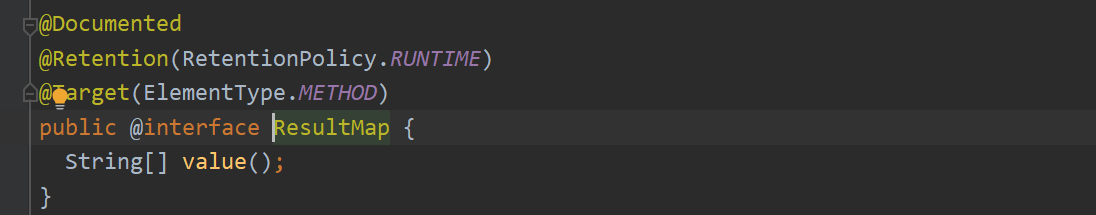 @Documented
@Retention(RetentionPolicy.RUNTIME)
@Target(ElementType.METHOD)
public @interface ResultMap {
  String[] value();
}